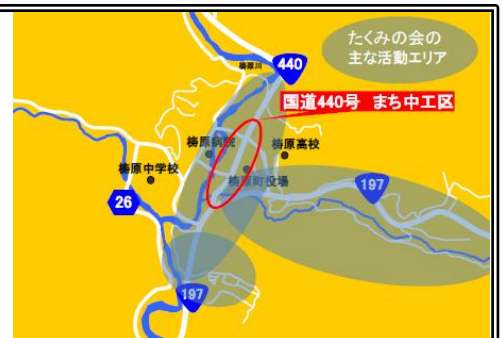 たくみの会の
主な活動エリア
梼原川
440
国道440号 まち中工区
梼原病院
梼原高校
梼原中学校
梼原町役場
197
26
197